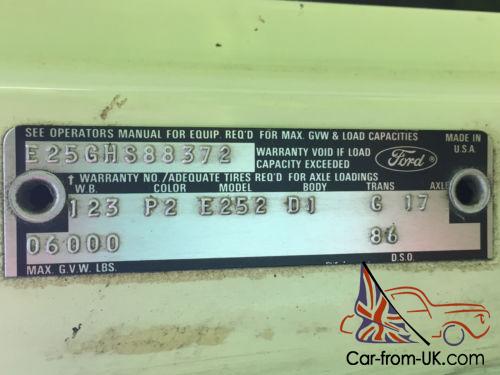 SEE OPERATORS MANUAL FOR EQUIP. REQ'D FOR MAX. GVW & LOAD CAPACITIES
MADE IN
U.S.A.
E25GHS88372
WARRANTY VOID IF LOAD
CAPACITY EXCEEDED
Ford
† WARRANTY NO./ADEQUATE TIRES REQ'D FOR AXLE LOADINGS
W.B. COLOR MODEL BODY TRANS AXLE
123 P2 E252 D1 G 17
06000 86
MAX. G.V.W. LBS. D.S.O.
Car-from-UK.com